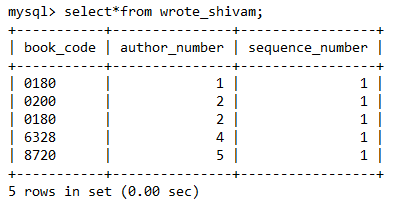 mysql> select*from wrote_shivam;
+-----------+---------------+-----------------+
| book_code | author_number | sequence_number |
+-----------+---------------+-----------------+
| 0180      |             1 |               1 |
| 0200      |             2 |               1 |
| 0180      |             2 |               1 |
| 6328      |             4 |               1 |
| 8720      |             5 |               1 |
+-----------+---------------+-----------------+
5 rows in set (0.00 sec)